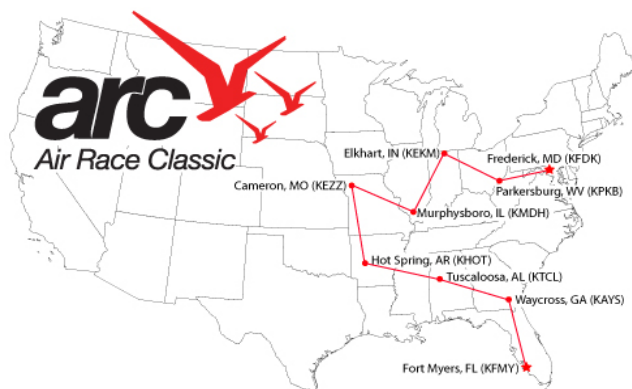 arc
Air Race Classic
Elkhart, IN (KEKM)
Frederick, MD (KFDK)
Cameron, MO (KEZZ)
Parkersburg, WV (KPKB)
Murphysboro, IL (KMDH)
Hot Spring, AR (KHOT)
Tuscaloosa, AL (KTCL)
Waycross, GA (KAYS)
Fort Myers, FL (KFMY)